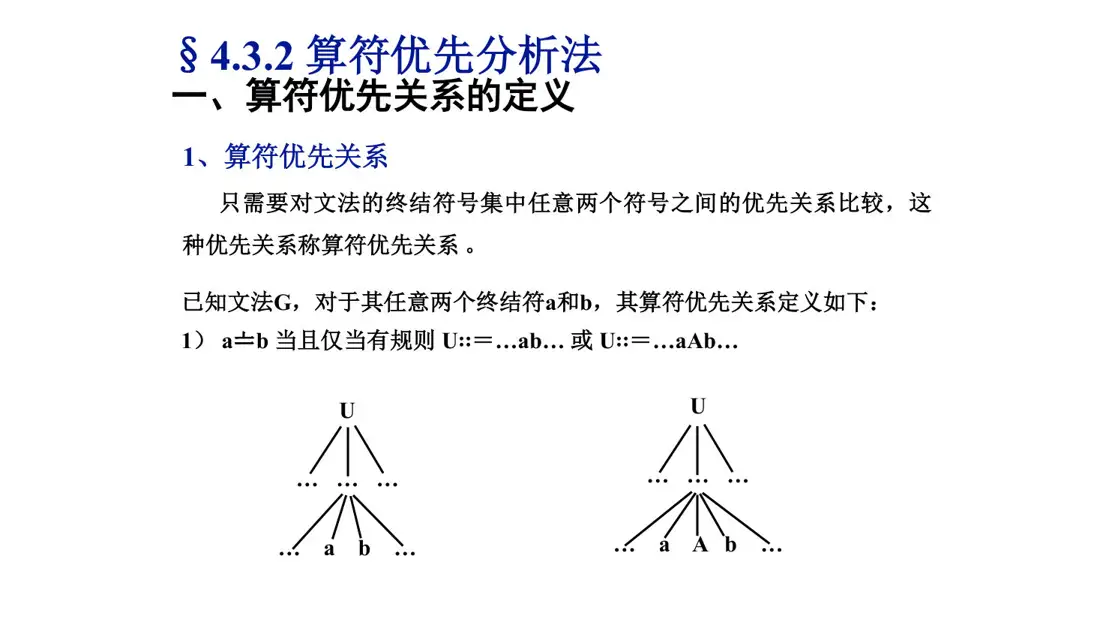 §4.3.2 算符优先分析法
一、算符优先关系的定义
1、算符优先关系
只需要对文法的终结符号集中任意两个符号之间的优先关系比较，这
种优先关系称算符优先关系 。
已知文法G，对于其任意两个终结符a和b，其算符优先关系定义如下：
1） a≐b 当且仅当有规则 U∷＝…ab… 或 U∷＝…aAb…
U U
… … … … … …
… a b … … a A b …